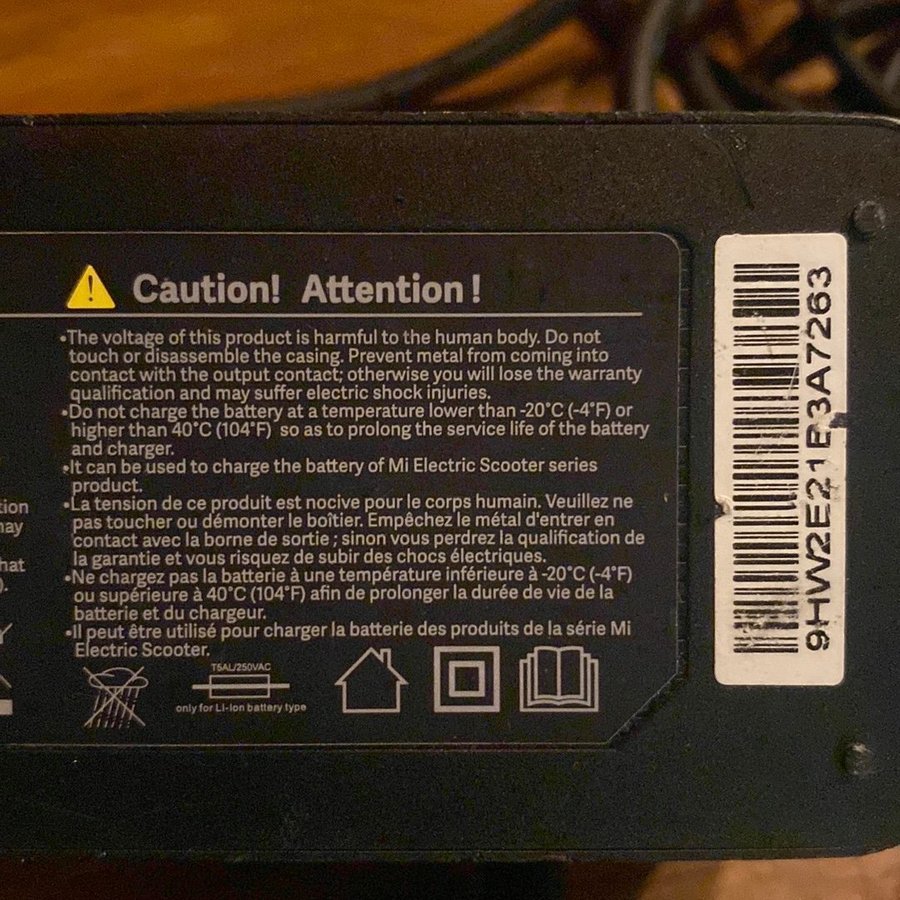 Caution! Attention!
•The voltage of this product is harmful to the human body. Do not
touch or disassemble the casing. Prevent metal from coming into
contact with the output contact; otherwise you will lose the warranty
qualification and may suffer electric shock injuries.
•Do not charge the battery at a temperature lower than -20°C (-4°F) or
higher than 40°C (104°F) so as to prolong the service life of the battery
and charger.
•It can be used to charge the battery of Mi Electric Scooter series
product.
•La tension de ce produit est nocive pour le corps humain. Veuillez ne
pas toucher ou démonter le boîtier. Empêchez le métal d'entrer en
contact avec la borne de sortie ; sinon vous perdrez la qualification de
la garantie et vous risquez de subir des chocs électriques.
•Ne chargez pas la batterie à une température inférieure à -20°C (-4°F)
ou supérieure à 40°C (104°F) afin de prolonger la durée de vie de la
batterie et du chargeur.
•Il peut être utilisé pour charger la batterie des produits de la série Mi
Electric Scooter.
T5AL/250VAC
only for Li-Ion battery type
9HW2E21E3A7263